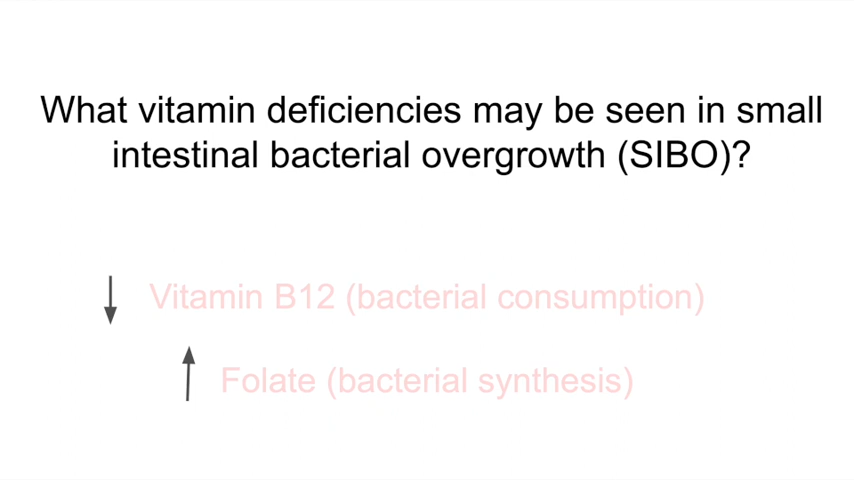 What vitamin deficiencies may be seen in small
intestinal bacterial overgrowth (SIBO)?
Vitamin B12 (bacterial consumption)
Folate (bacterial synthesis)